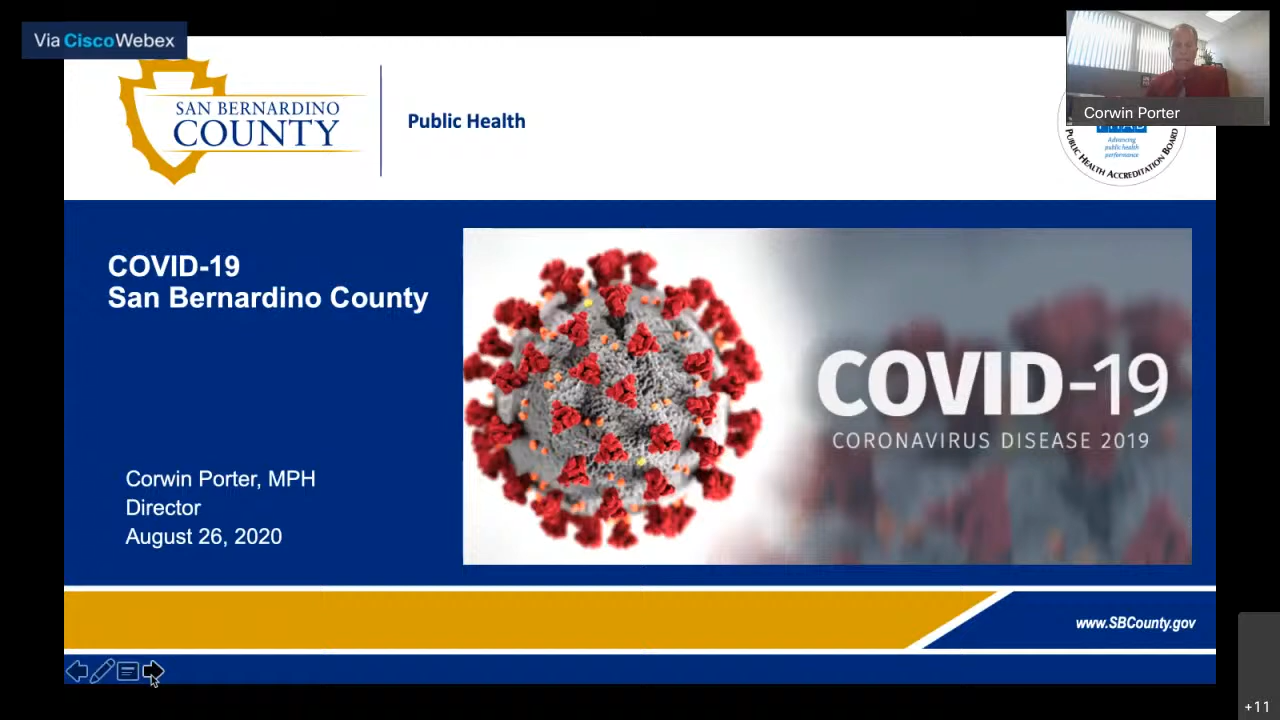 Via CiscoWebex
SAN BERNARDINO
COUNTY
Public Health
Corwin Porter
Advancing
public health
performance
PUBLIC HEALTH ACCREDITATION BOARD
COVID-19
San Bernardino County
COVID-19
CORONAVIRUS DISEASE 2019
Corwin Porter, MPH
Director
August 26, 2020
www.SBCounty.gov
+11